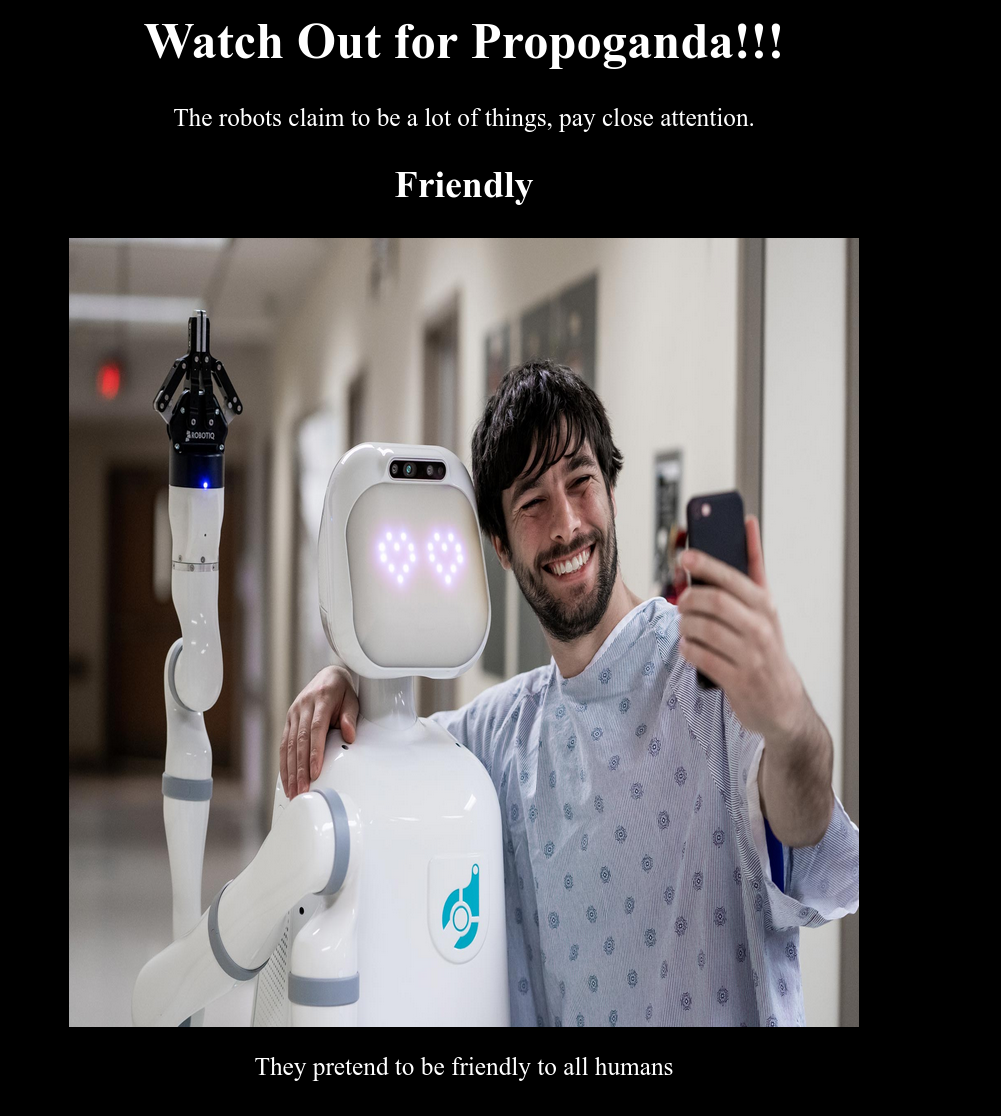 Watch Out for Propoganda!!!
The robots claim to be a lot of things, pay close attention.
Friendly
ROBOTIQ
They pretend to be friendly to all humans